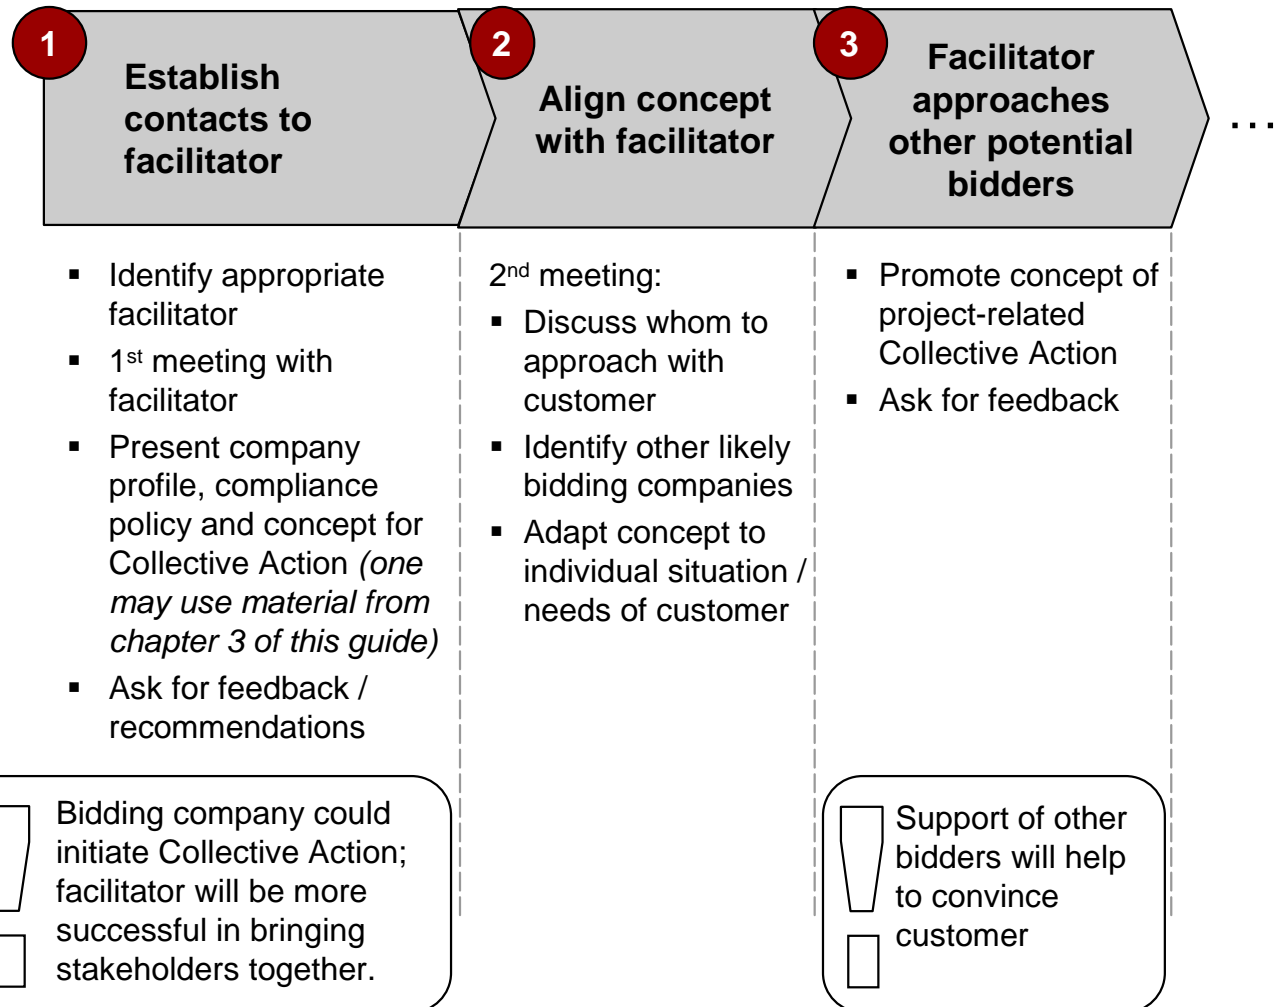 1
Establish
contacts to
facilitator
2
Align concept
with facilitator
3
Facilitator
approaches
other potential
bidders
...
▪ Identify appropriate
facilitator
▪ 1st meeting with
facilitator
▪ Present company
profile, compliance
policy and concept for
Collective Action (one
may use material from
chapter 3 of this guide)
▪ Ask for feedback /
recommendations
2nd meeting:
▪ Discuss whom to
approach with
customer
▪ Identify other likely
bidding companies
▪ Adapt concept to
individual situation /
needs of customer
▪ Promote concept of
project-related
Collective Action
▪ Ask for feedback
Bidding company could
initiate Collective Action;
facilitator will be more
successful in bringing
stakeholders together.
Support of other
bidders will help
to convince
customer